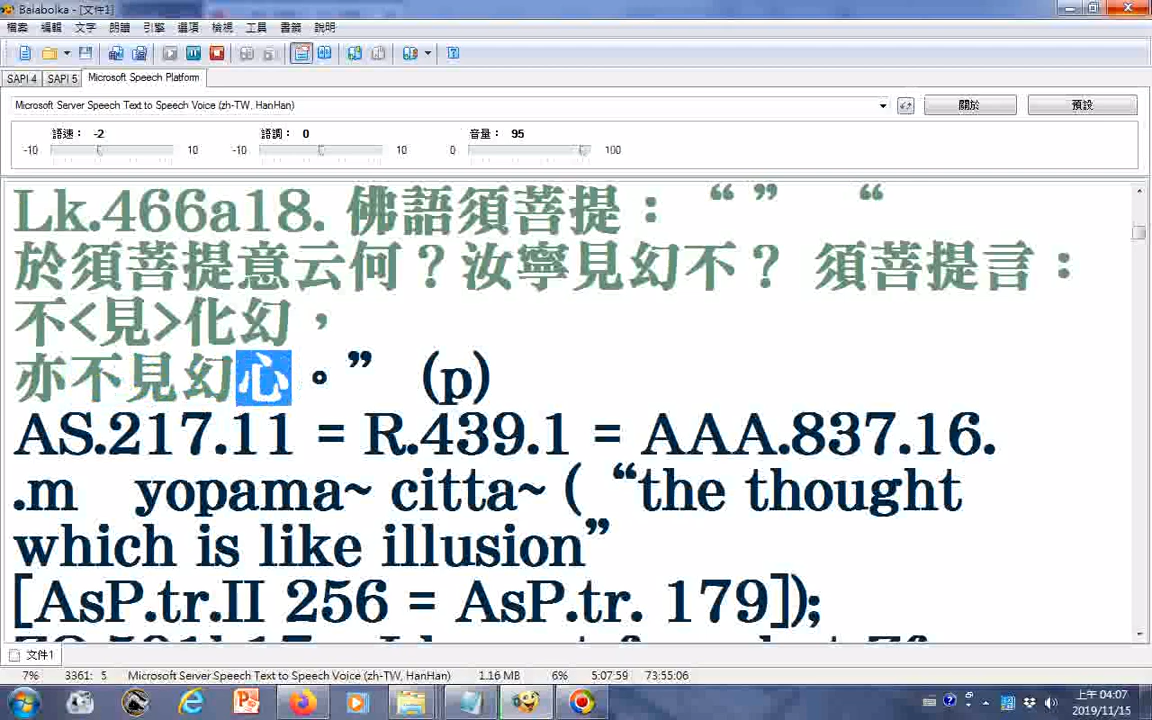 Balabolka - [文件1]
檔案 編輯 文字 朗讀 引擎 選項 檢視 工具 書籤 說明
SAPI 4 SAPI 5 Microsoft Speech Platform
Microsoft Server Speech Text to Speech Voice (zh-TW, HanHan) 關於 預設
語速： -2 語調： 0 音量： 95
-10 10 -10 10 0 100
Lk.466a18. 佛語須菩提： “ ” “
於須菩提意云何？汝寧見幻不？ 須菩提言：
不<見>化幻，
亦不見幻心。” (p)
AS.217.11 = R.439.1 = AAA.837.16.
.m yopama~ citta~ ( “the thought
which is like illusion”
[AsP.tr.II 256 = AsP.tr. 179]);
文件1
7% 3361: 5 Microsoft Server Speech Text to Speech Voice (zh-TW, HanHan) 1.16 MB 6% 5:07:59 73:55:06
上午 04:07
2019/11/15